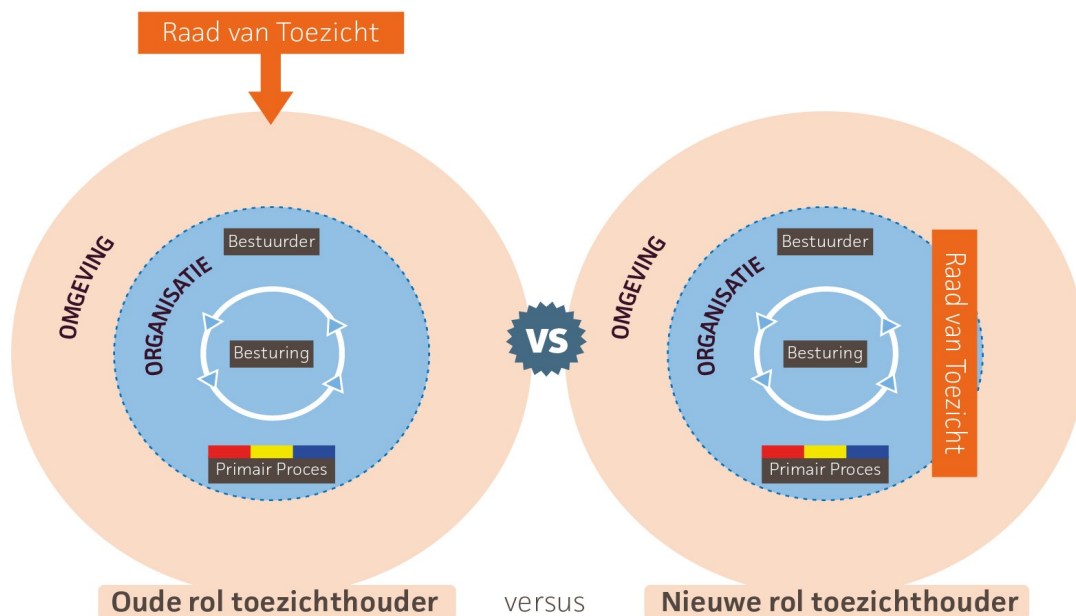 Raad van Toezicht
OMGEVING
ORGANISATIE
Bestuurder
Besturing
Primair Proces
VS
OMGEVING
ORGANISATIE
Bestuurder
Besturing
Primair Proces
Raad van Toezicht
Oude rol toezichthouder versus Nieuwe rol toezichthouder